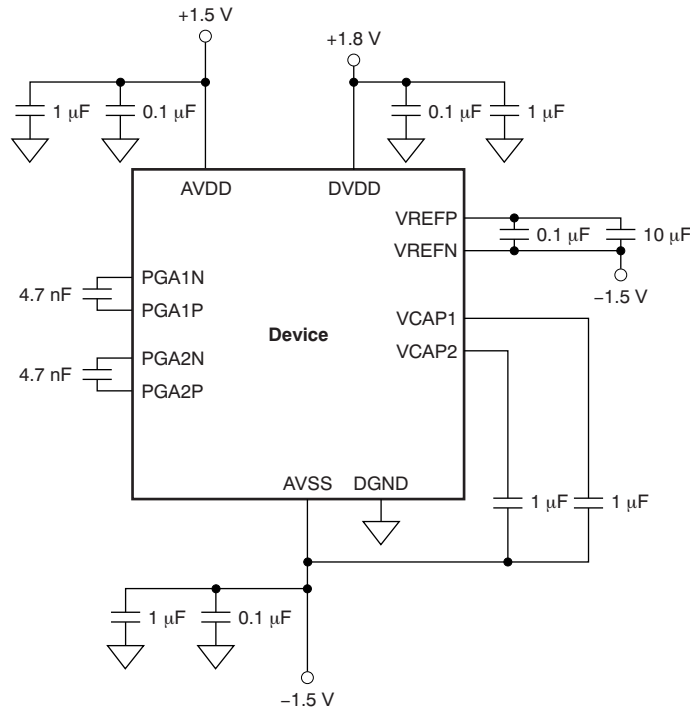 +1.5 V
+1.8 V
1 μF
0.1 μF
0.1 μF
1 μF
AVDD
DVDD
VREFP
VREFN
0.1 μF
10 μF
−1.5 V
4.7 nF
PGA1N
PGA1P
VCAP1
VCAP2
Device
4.7 nF
PGA2N
PGA2P
AVSS
DGND
1 μF
1 μF
1 μF
0.1 μF
−1.5 V